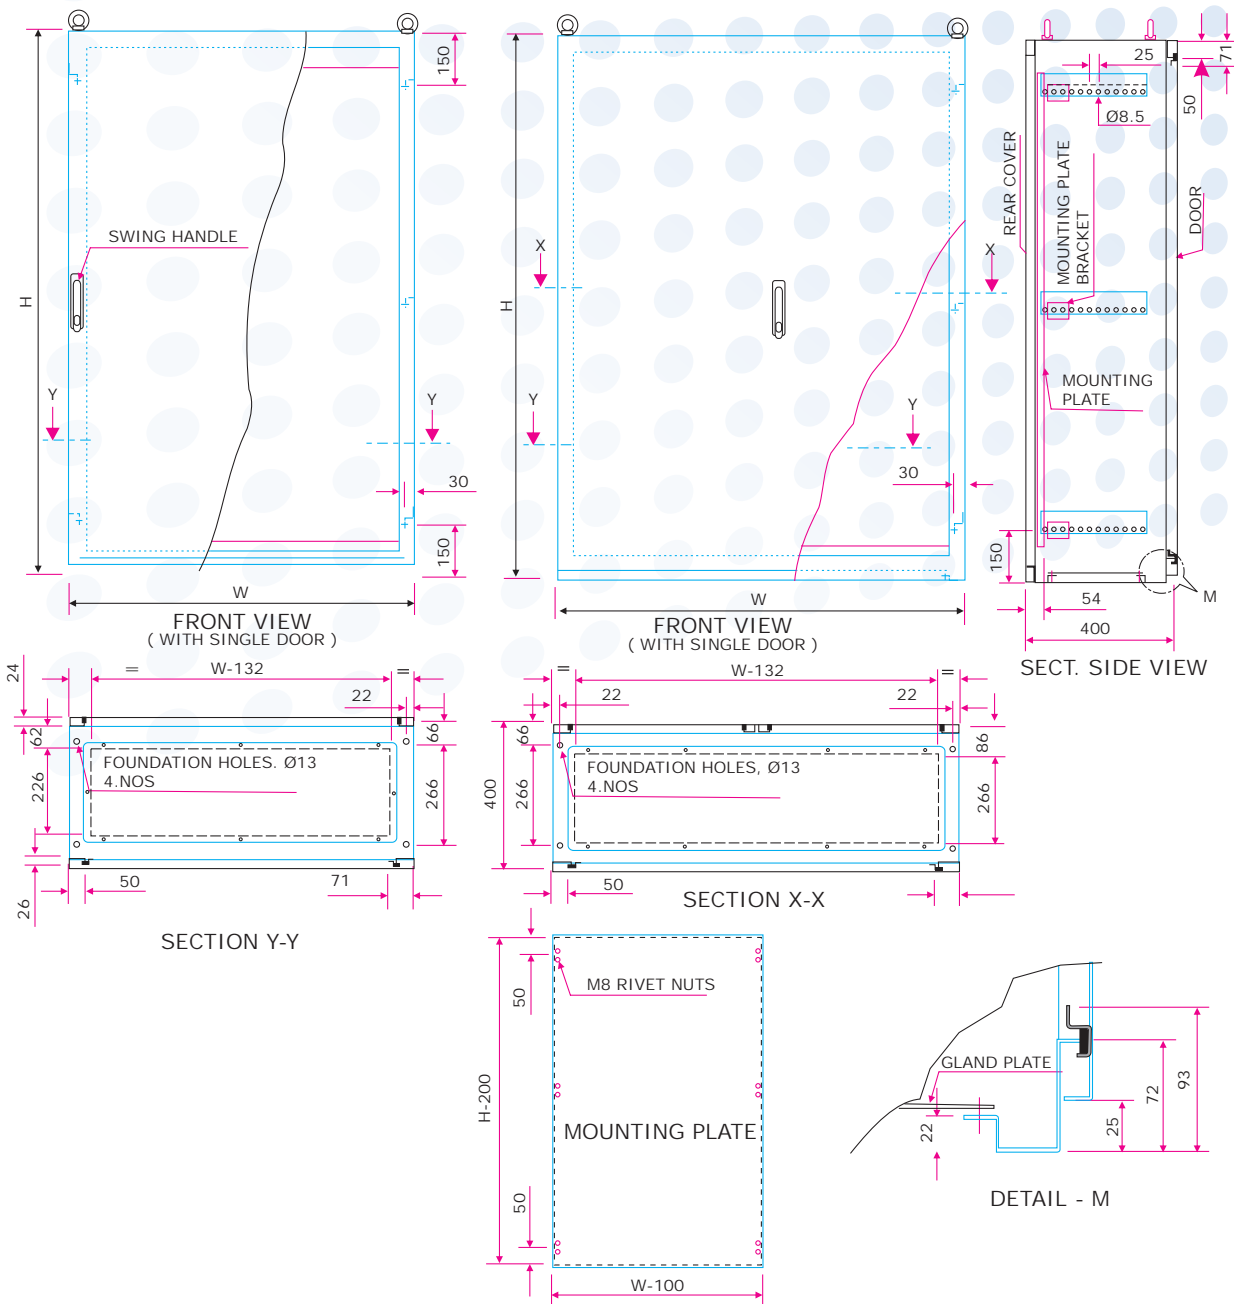 150
SWING HANDLE
H
Y
Y
30
150
W
FRONT VIEW
( WITH SINGLE DOOR )
H
X
X
Y
Y
30
W
FRONT VIEW
( WITH SINGLE DOOR )
25
71
50
Ø8.5
REAR COVER
MOUNTING PLATE
BRACKET
DOOR
MOUNTING
PLATE
150
54
400
M
SECT. SIDE VIEW
24
=
W-132
=
22
62
66
FOUNDATION HOLES. Ø13
4.NOS
226
266
26
50
71
SECTION Y-Y
=
W-132
=
22
22
66
86
FOUNDATION HOLES, Ø13
4.NOS
400
266
266
50
SECTION X-X
50
M8 RIVET NUTS
H-200
MOUNTING PLATE
50
W-100
GLAND PLATE
22
25
72
93
DETAIL - M